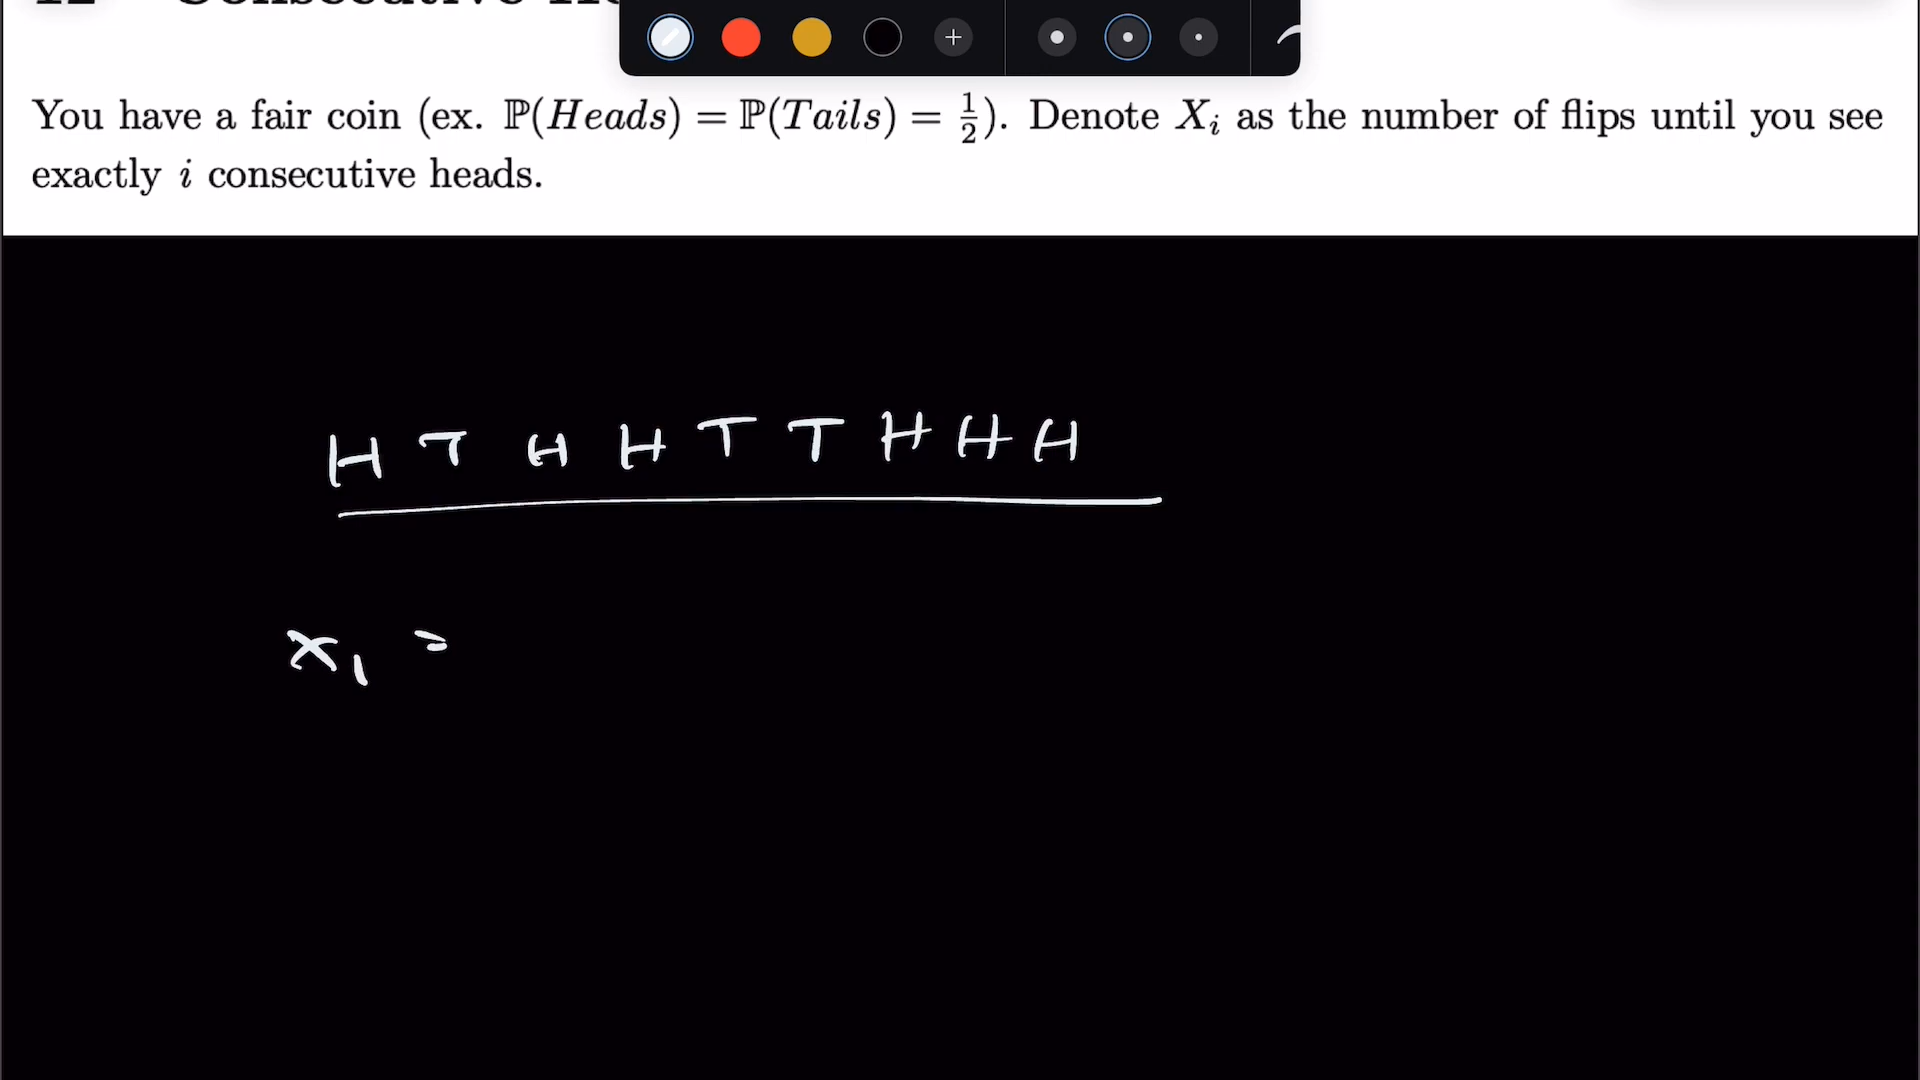 You have a fair coin (ex. ℙ(Heads) = ℙ(Tails) = 1/2). Denote Xᵢ as the number of flips until you see
exactly i consecutive heads.
H T H H T T H H H
x₁ =